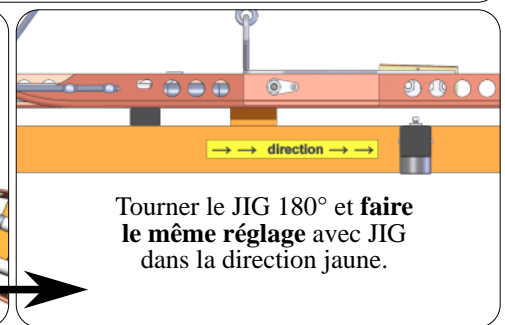 → → direction → →
Tourner le JIG 180° et faire
le même réglage avec JIG
dans la direction jaune.